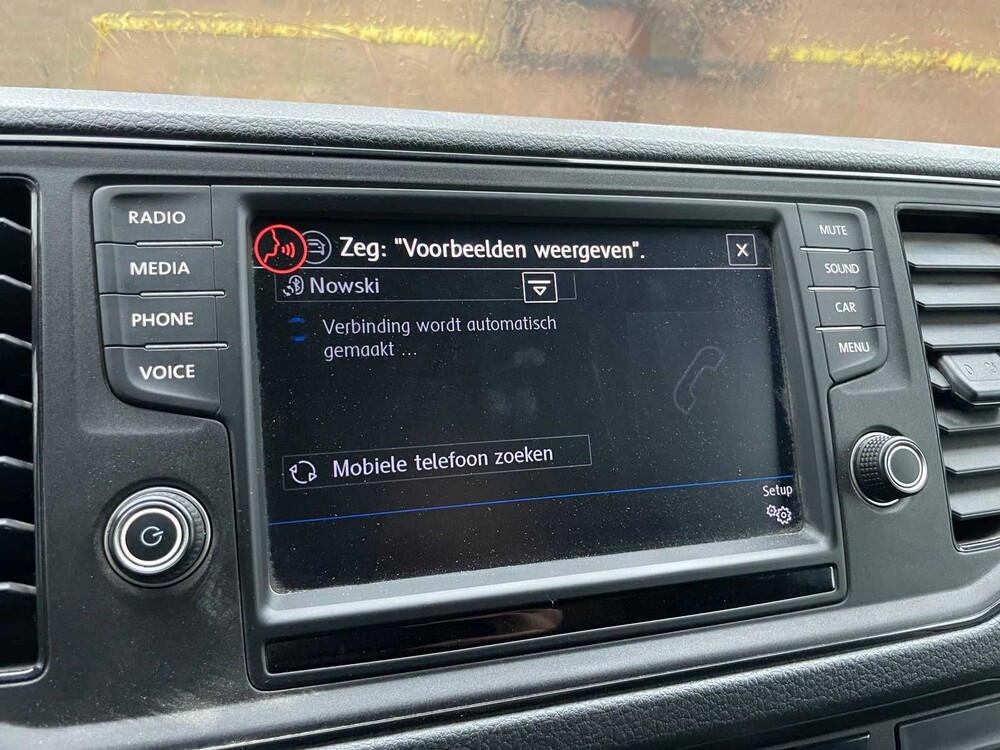 RADIO
MEDIA
PHONE
VOICE
Zeg: "Voorbeelden weergeven".
X
Nowski
Verbinding wordt automatisch
gemaakt ...
Mobiele telefoon zoeken
Setup
MUTE
SOUND
CAR
MENU